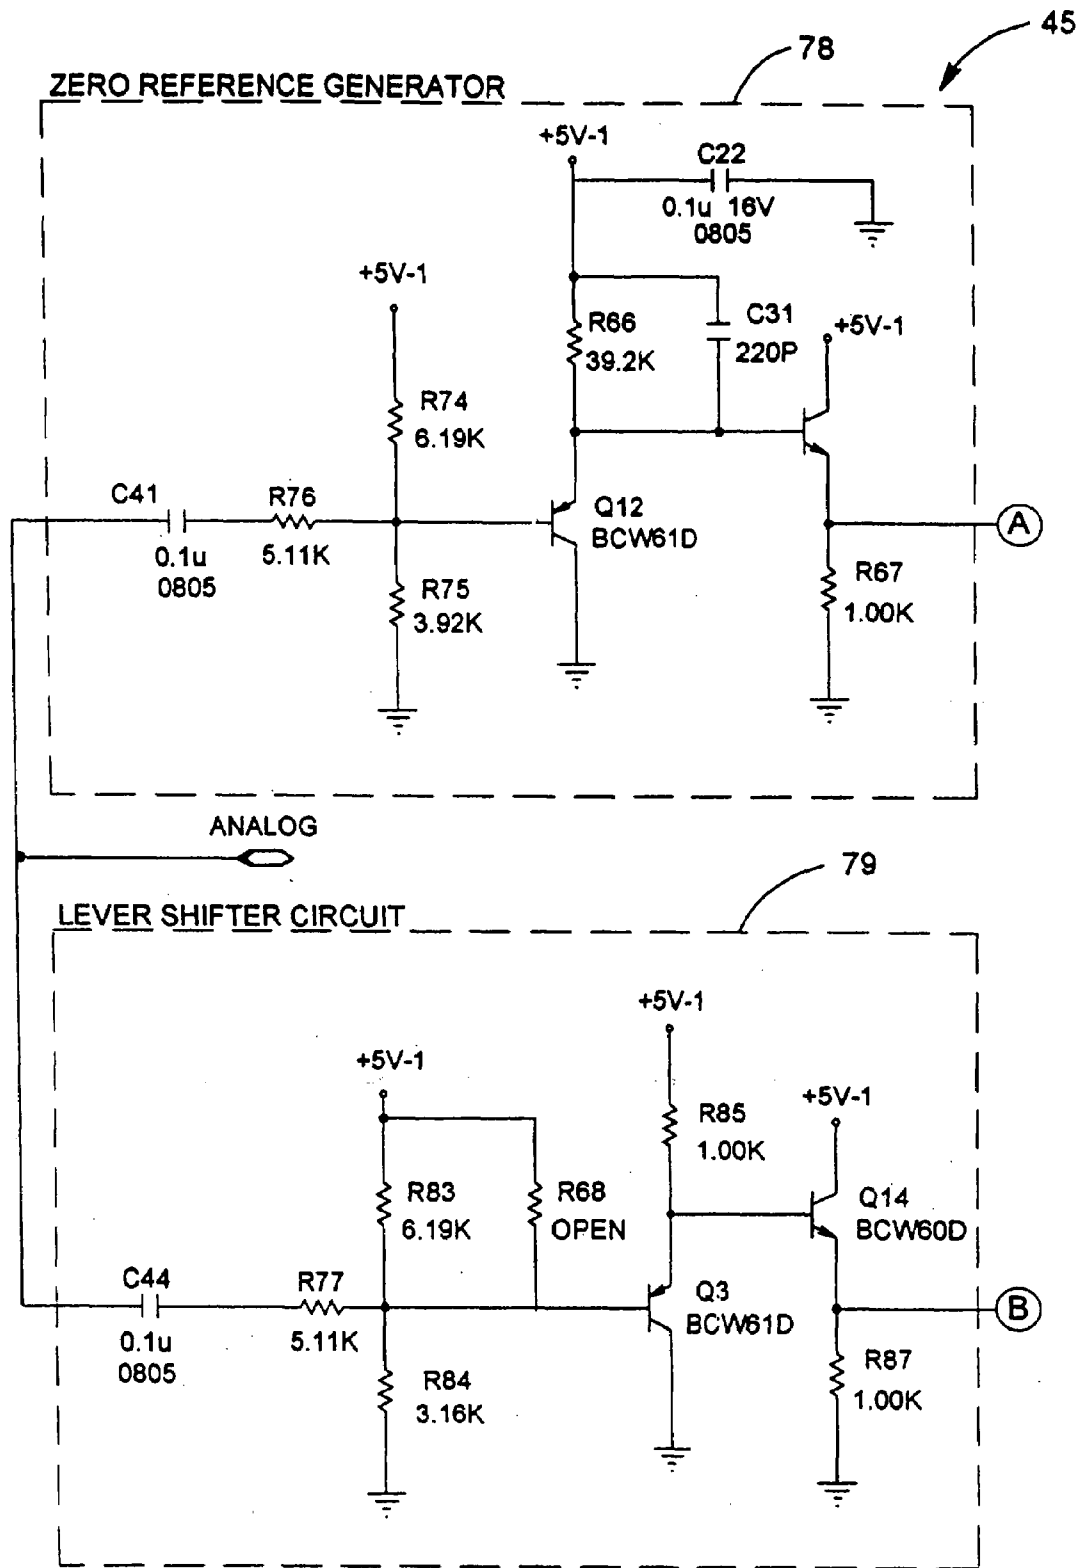 45
78
ZERO REFERENCE GENERATOR
+5V-1
C22
0.1u 16V
0805
+5V-1
R66
39.2K
C31
220P
+5V-1
R74
6.19K
C41
0.1u
0805
R76
5.11K
Q12
BCW61D
A
R75
3.92K
R67
1.00K
ANALOG
79
LEVER SHIFTER CIRCUIT
+5V-1
+5V-1
R85
1.00K
+5V-1
R83
6.19K
R68
OPEN
Q14
BCW60D
C44
0.1u
0805
R77
5.11K
Q3
BCW61D
B
R84
3.16K
R87
1.00K